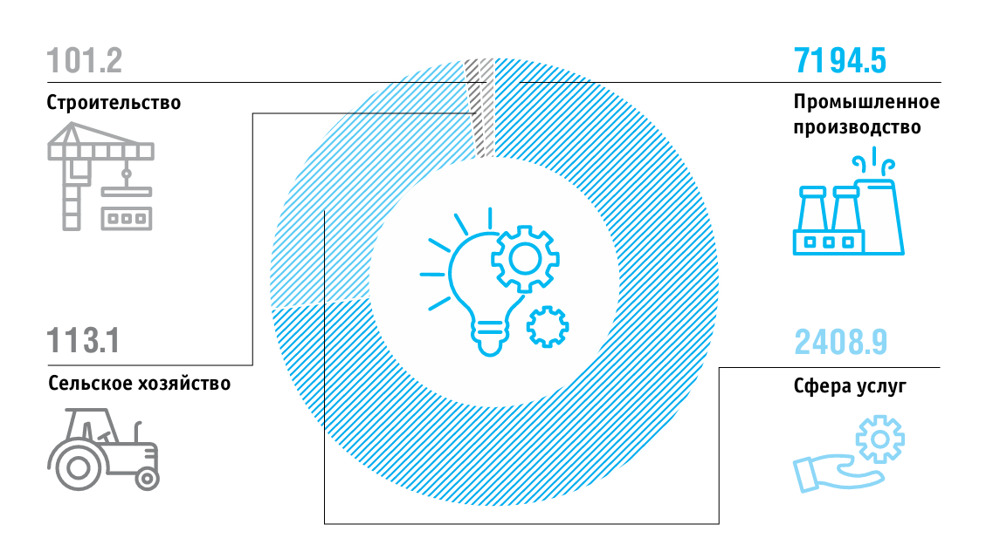 101.2
Строительство
7194.5
Промышленное
производство
113.1
Сельское хозяйство
2408.9
Сфера услуг